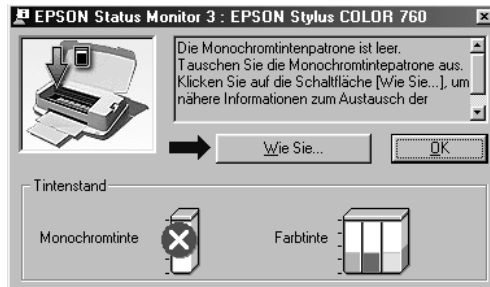 EPSON Status Monitor 3 : EPSON Stylus COLOR 760
Die Monochromtintenpatrone ist leer.
Tauschen Sie die Monochromtintepatrone aus.
Klicken Sie auf die Schaltfläche [Wie Sie...], um
nähere Informationen zum Austausch der
Wie Sie...
OK
Tintenstand
Monochromtinte
Farbtinte